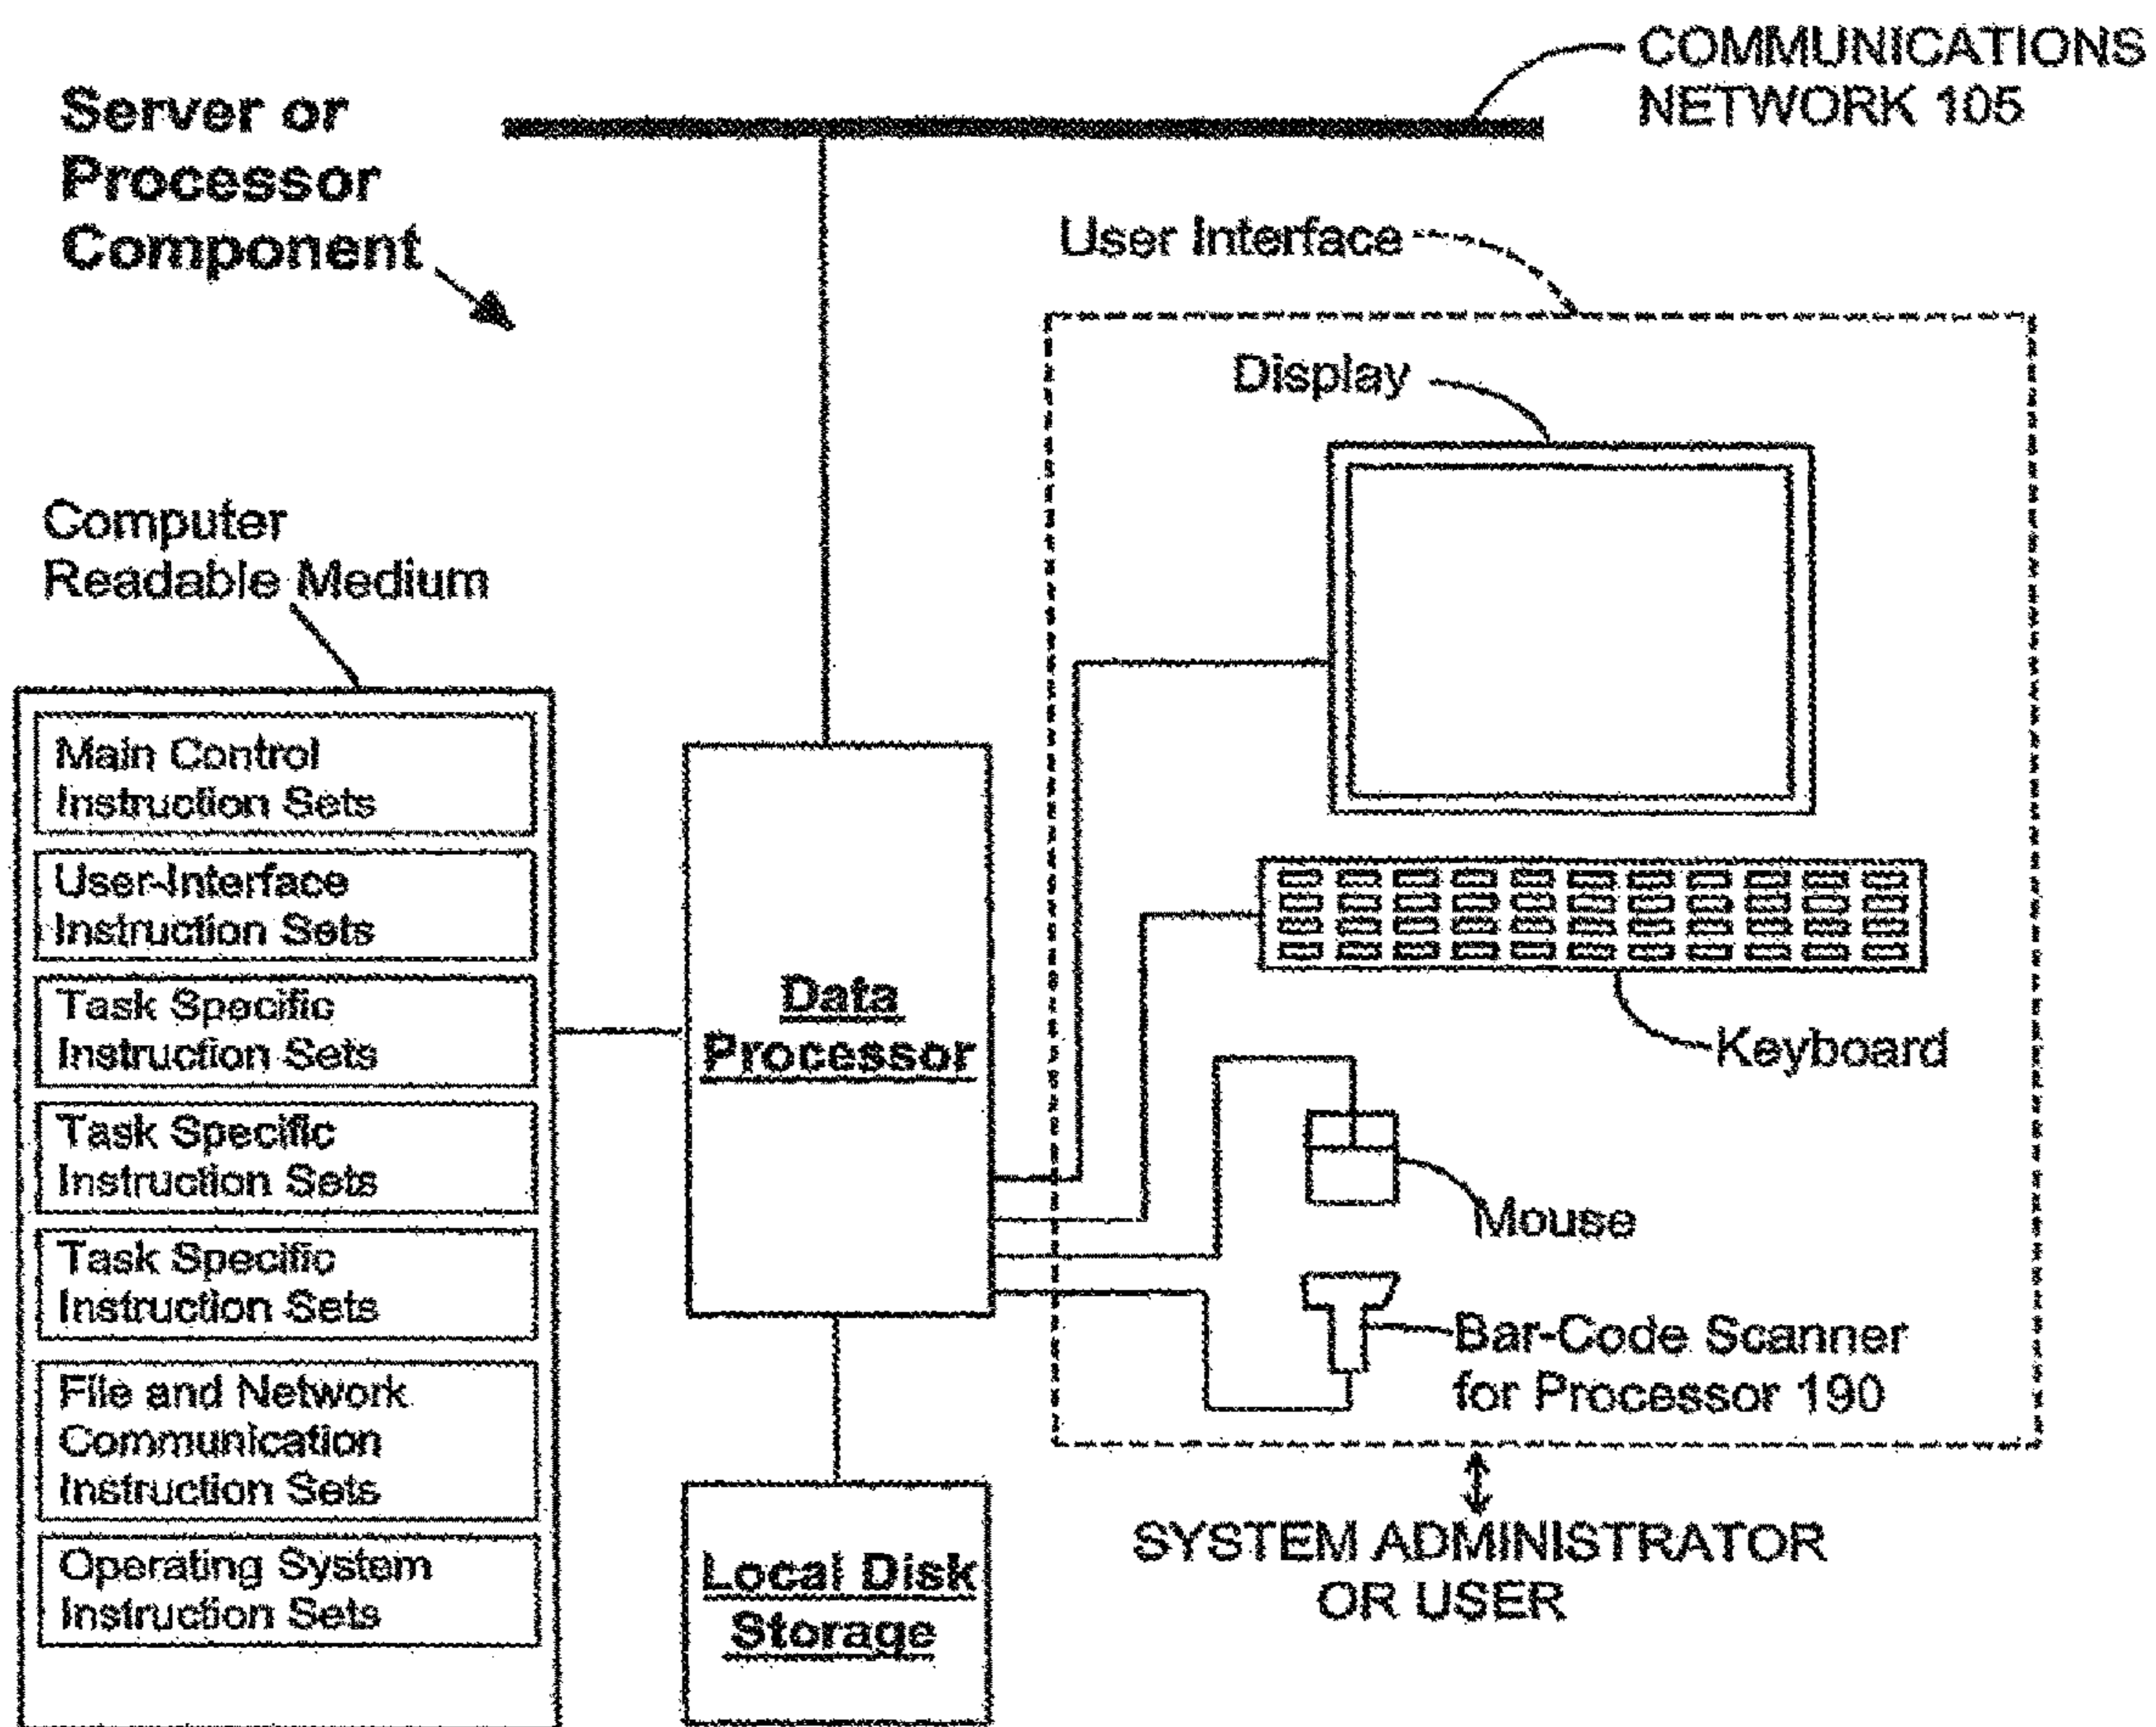 COMMUNICATIONS
NETWORK 105
Server or
Processor
Component
User Interface
Display
Computer
Readable Medium
Main Control
Instruction Sets
User-Interface
Instruction Sets
Task Specific
Instruction Sets
Task Specific
Instruction Sets
Task Specific
Instruction Sets
File and Network
Communication
Instruction Sets
Operating System
Instruction Sets
Data
Processor
Local Disk
Storage
Keyboard
Mouse
Bar-Code Scanner
for Processor 190
SYSTEM ADMINISTRATOR
OR USER